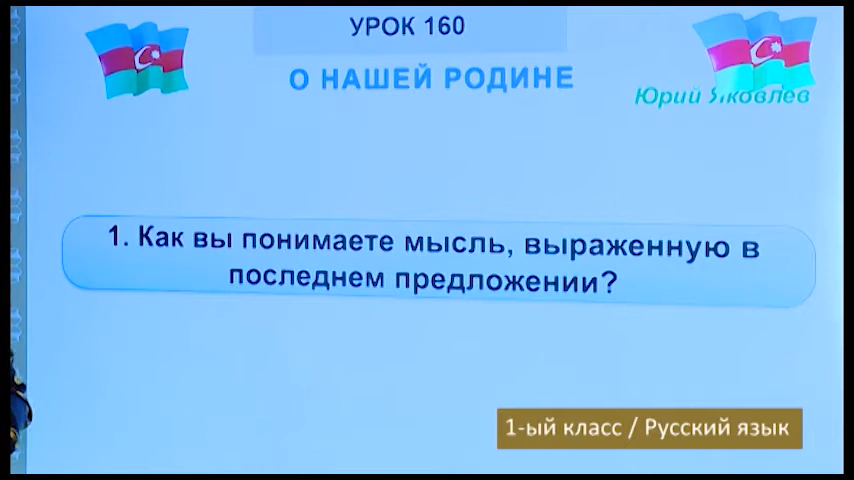 УРОК 160
О НАШЕЙ РОДИНЕ
Юрий Яковлев
1. Как вы понимаете мысль, выраженную в
последнем предложении?
1-ый класс / Русский язык